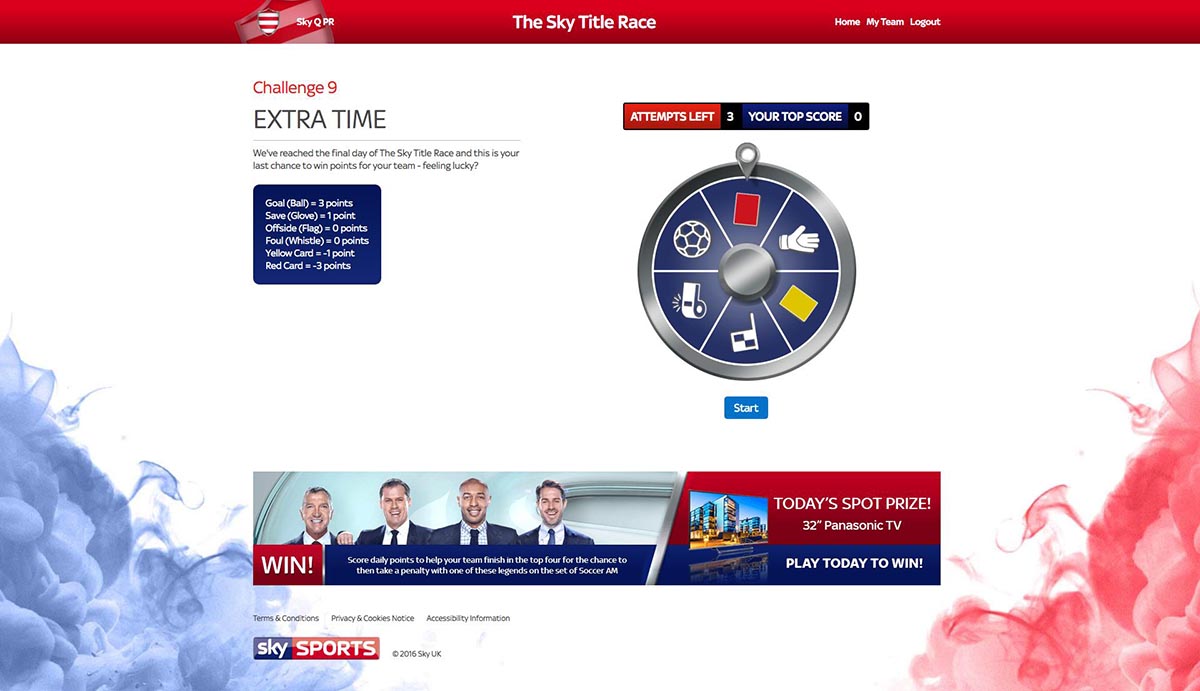 Sky Q PR
The Sky Title Race
Home My Team Logout
Challenge 9
EXTRA TIME
We've reached the final day of The Sky Title Race and this is your
last chance to win points for your team - feeling lucky?
Goal (Ball) = 3 points
Save (Glove) = 1 point
Offside (Flag) = 0 points
Foul (Whistle) = 0 points
Yellow Card = -1 point
Red Card = -3 points
ATTEMPTS LEFT 3 YOUR TOP SCORE 0
Start
WIN!
Score daily points to help your team finish in the top four for the chance to
then take a penalty with one of these legends on the set of Soccer AM
TODAY'S SPOT PRIZE!
32” Panasonic TV
PLAY TODAY TO WIN!
Terms & Conditions Privacy & Cookies Notice Accessibility Information
sky SPORTS © 2016 Sky UK